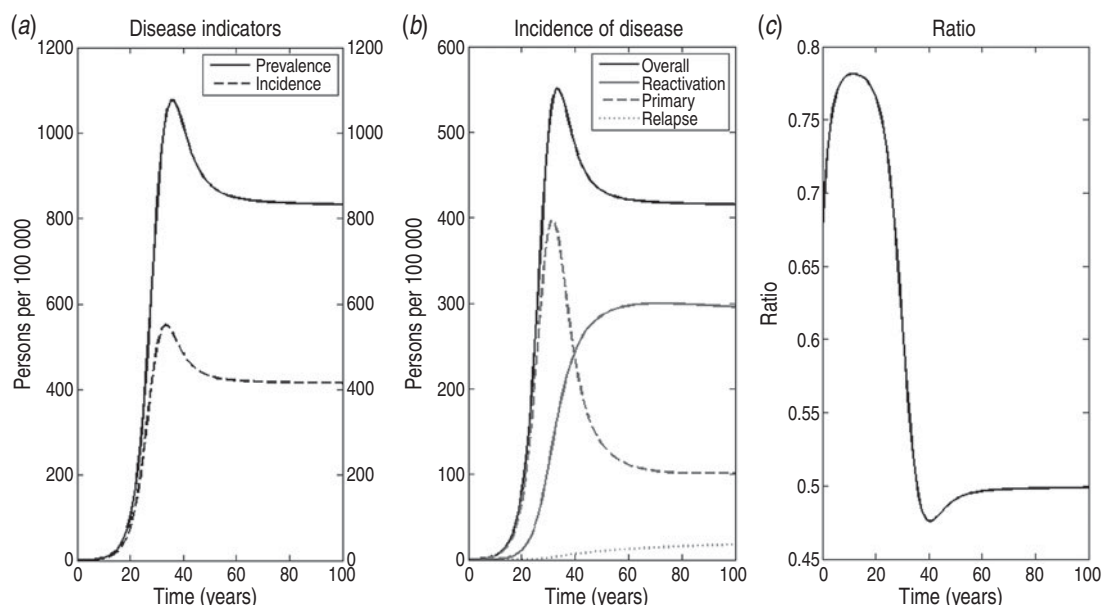 (a) Disease indicators
1200
1000
800
600
400
200
0
Persons per 100 000
1200
1000
800
600
400
200
0
Prevalence
Incidence
0 20 40 60 80 100
Time (years)
(b) Incidence of disease
600
500
400
300
200
100
0
Persons per 100 000
Overall
Reactivation
Primary
Relapse
0 20 40 60 80 100
Time (years)
(c) Ratio
0.8
0.75
0.7
0.65
0.6
0.55
0.5
0.45
Ratio
0 20 40 60 80 100
Time (years)